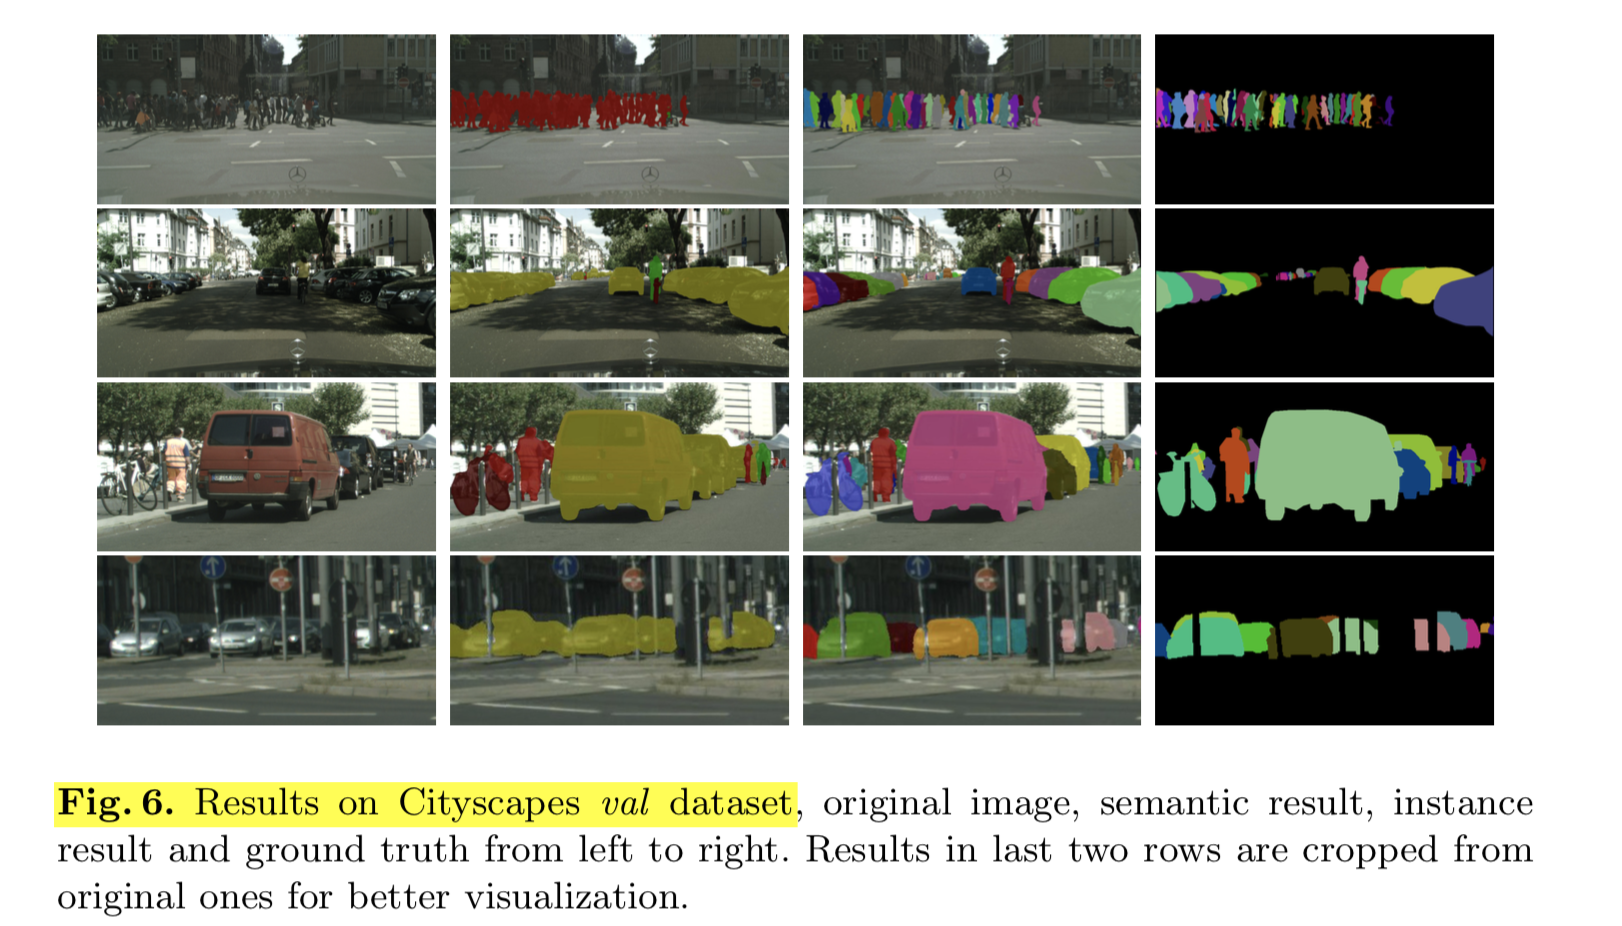 Fig. 6. Results on Cityscapes val dataset, original image, semantic result, instance
result and ground truth from left to right. Results in last two rows are cropped from
original ones for better visualization.